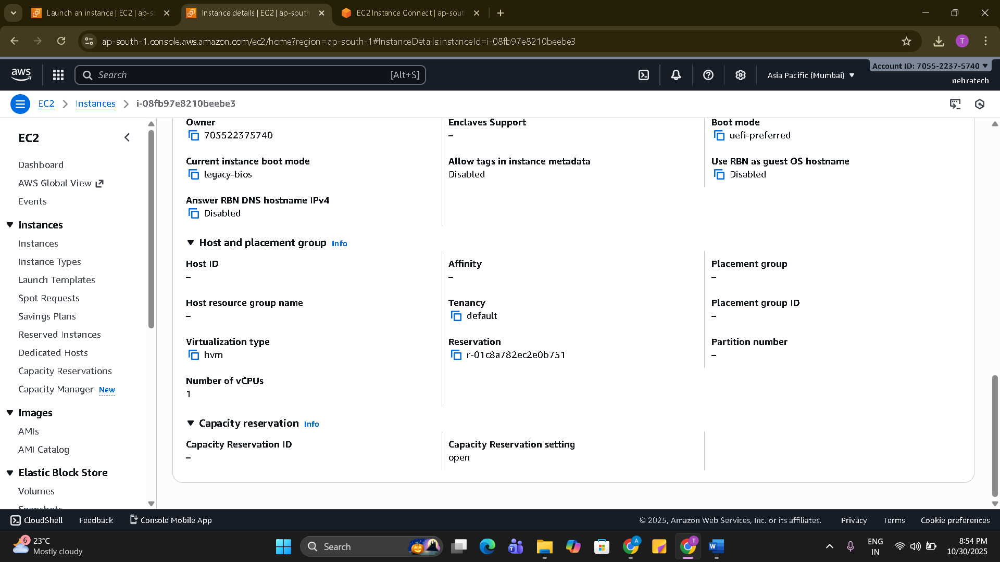 Launch an instance | EC2 | ap-s
Instance details | EC2 | ap-south
EC2 Instance Connect | ap-sout
ap-south-1.console.aws.amazon.com/ec2/home?region=ap-south-1#InstanceDetails:instanceId=i-08fb97e8210beebe3
T
aws
Search
[Alt+S]
Asia Pacific (Mumbai)
Account ID: 7055-2237-5740
nehratech
EC2
Instances
i-08fb97e8210beebe3
EC2
Dashboard
AWS Global View
Events
Instances
Instances
Instance Types
Launch Templates
Spot Requests
Savings Plans
Reserved Instances
Dedicated Hosts
Capacity Reservations
Capacity Manager New
Images
AMIs
AMI Catalog
Elastic Block Store
Volumes
Snapshots
Owner
705522375740
Enclaves Support
–
Boot mode
uefi-preferred
Current instance boot mode
legacy-bios
Allow tags in instance metadata
Disabled
Use RBN as guest OS hostname
Disabled
Answer RBN DNS hostname IPv4
Disabled
Host and placement group Info
Host ID
–
Affinity
–
Placement group
–
Host resource group name
–
Tenancy
default
Placement group ID
–
Virtualization type
hvm
Reservation
r-01c8a782ec2e0b751
Partition number
–
Number of vCPUs
1
Capacity reservation Info
Capacity Reservation ID
–
Capacity Reservation setting
open
CloudShell
Feedback
Console Mobile App
© 2025, Amazon Web Services, Inc. or its affiliates.
Privacy
Terms
Cookie preferences
6
23°C
Mostly cloudy
Search
A
T
W
ENG
IN
8:54 PM
10/30/2025